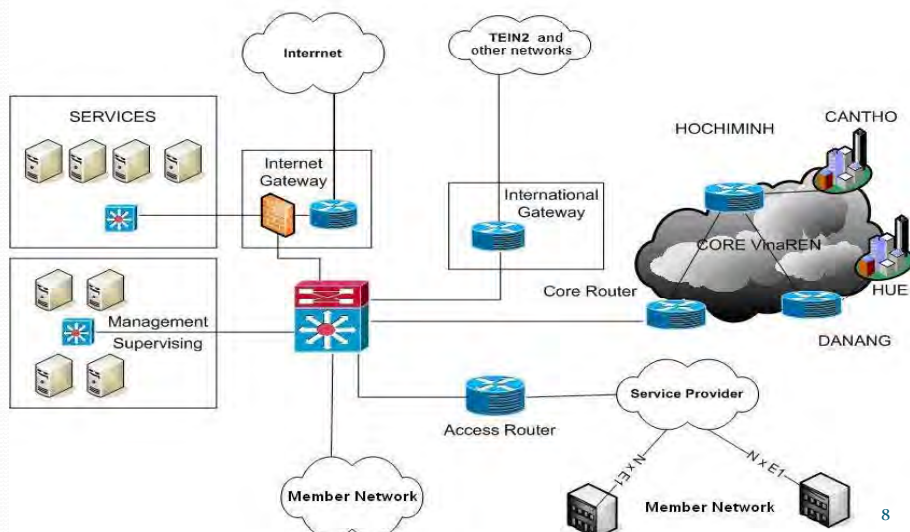 Interrnet
TEIN2 and
other networks
SERVICES
Internet
Gateway
International
Gateway
HOCHIMINH
CANTHO
CORE VinaREN
HUE
Core Router
DANANG
Management
Supervising
Service Provider
Access Router
N x E1
N x E1
Member Network
Member Network
8